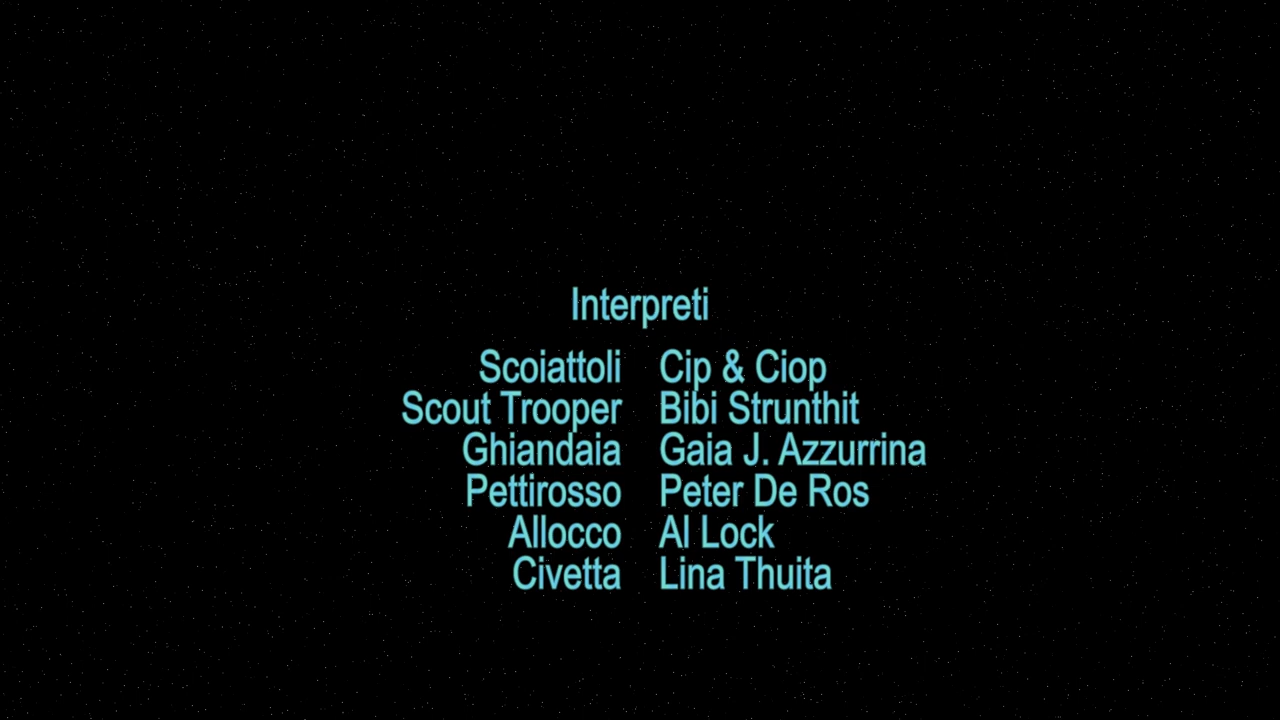 Interpreti
Scoiattoli Cip & Ciop
Scout Trooper Bibi Strunthit
Ghiandaia Gaia J. Azzurrina
Pettirosso Peter De Ros
Allocco Al Lock
Civetta Lina Thuita